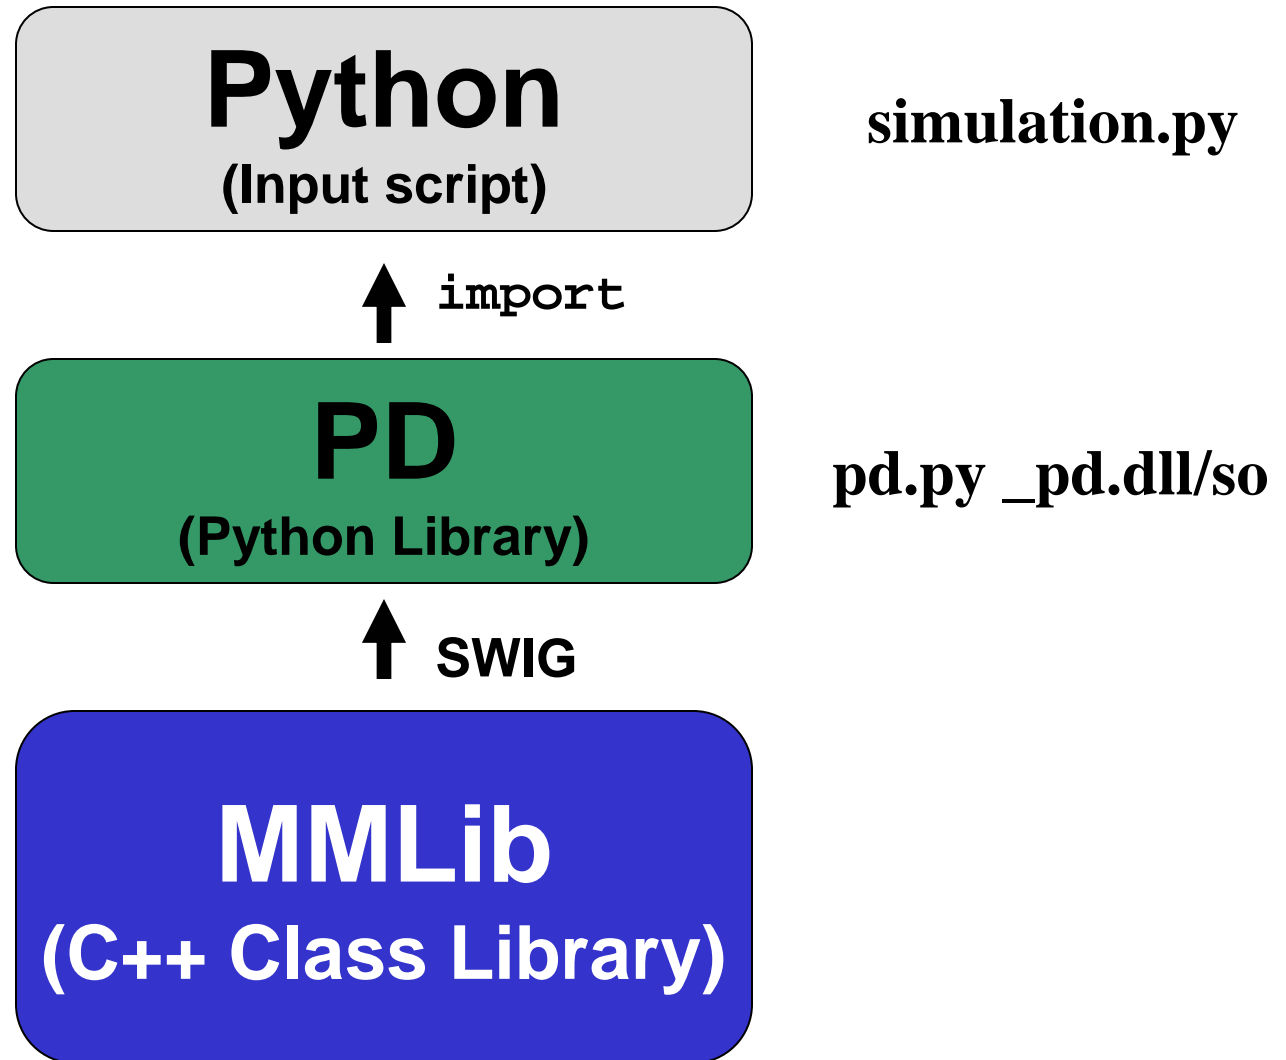 Python
(Input script)
simulation.py
import
PD
(Python Library)
pd.py _pd.dll/so
SWIG
MMLib
(C++ Class Library)